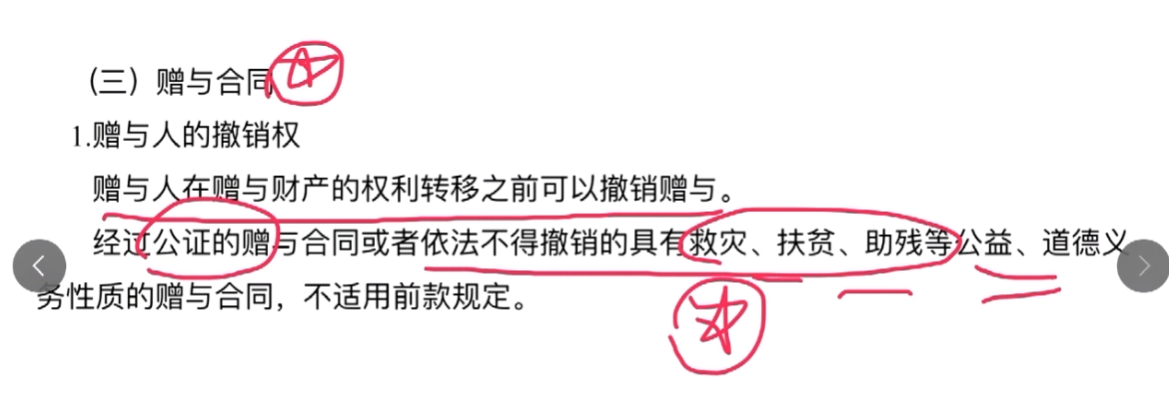 （三）赠与合同
1.赠与人的撤销权
赠与人在赠与财产的权利转移之前可以撤销赠与。
经过公证的赠与合同或者依法不得撤销的具有救灾、扶贫、助残等公益、道德义
务性质的赠与合同，不适用前款规定。